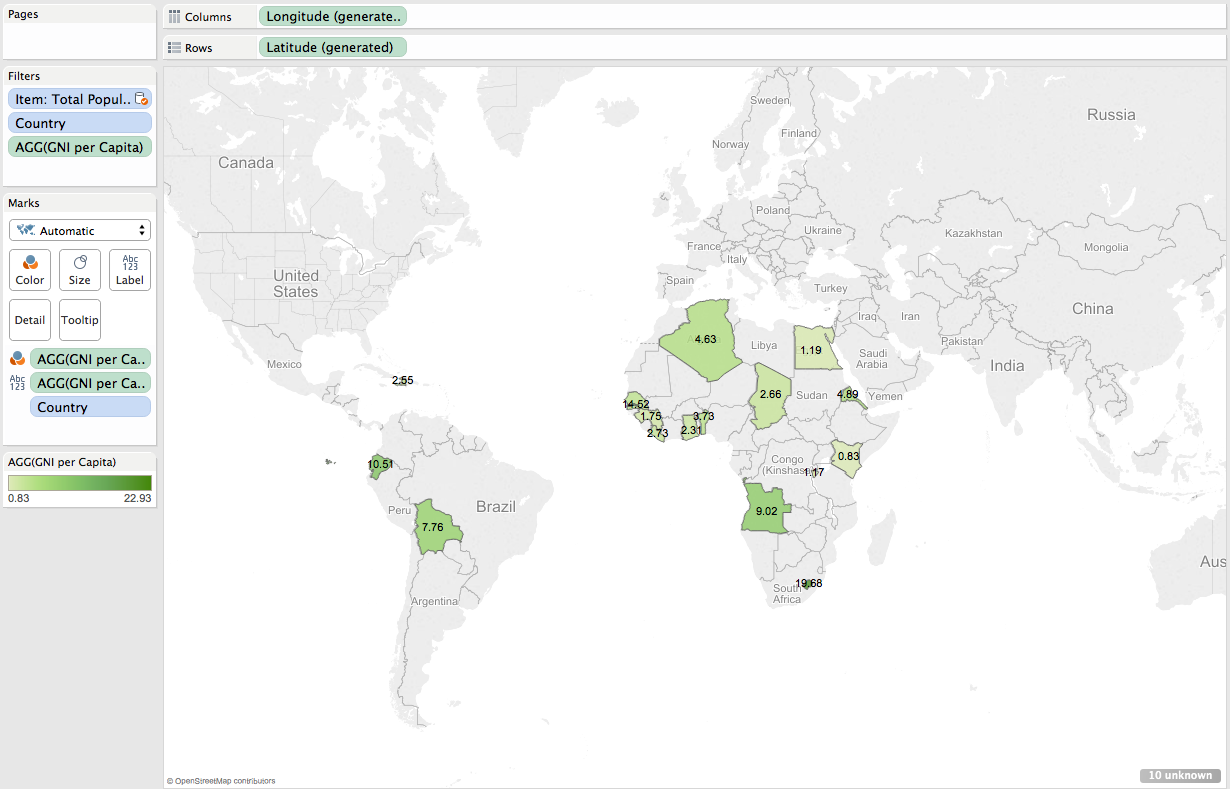 Pages
Columns
Longitude (generate..
Rows
Latitude (generated)
Filters
Item: Total Popul..
Country
AGG(GNI per Capita)
Marks
Automatic
Color
Size
Abc
123
Label
Detail
Tooltip
AGG(GNI per Ca..
Abc
123
AGG(GNI per Ca..
Country
AGG(GNI per Capita)
0.83
22.93
Sweden
Finland
Norway
Russia
Canada
Poland
Ukraine
Kazakhstan
Mongolia
France
Italy
United
States
Spain
Turkey
China
Iraq
Iran
Pakistan
Libya
4.63
1.19
Saudi
Arabia
India
Mexico
2.55
2.66
Sudan
4.89
Yemen
14.52
1.75
3.73
2.73
2.31
10.51
0.83
Congo
(Kinshasa
1.17
Peru
Brazil
7.76
9.02
Aus
19.68
South
Africa
Argentina
© OpenStreetMap contributors
10 unknown